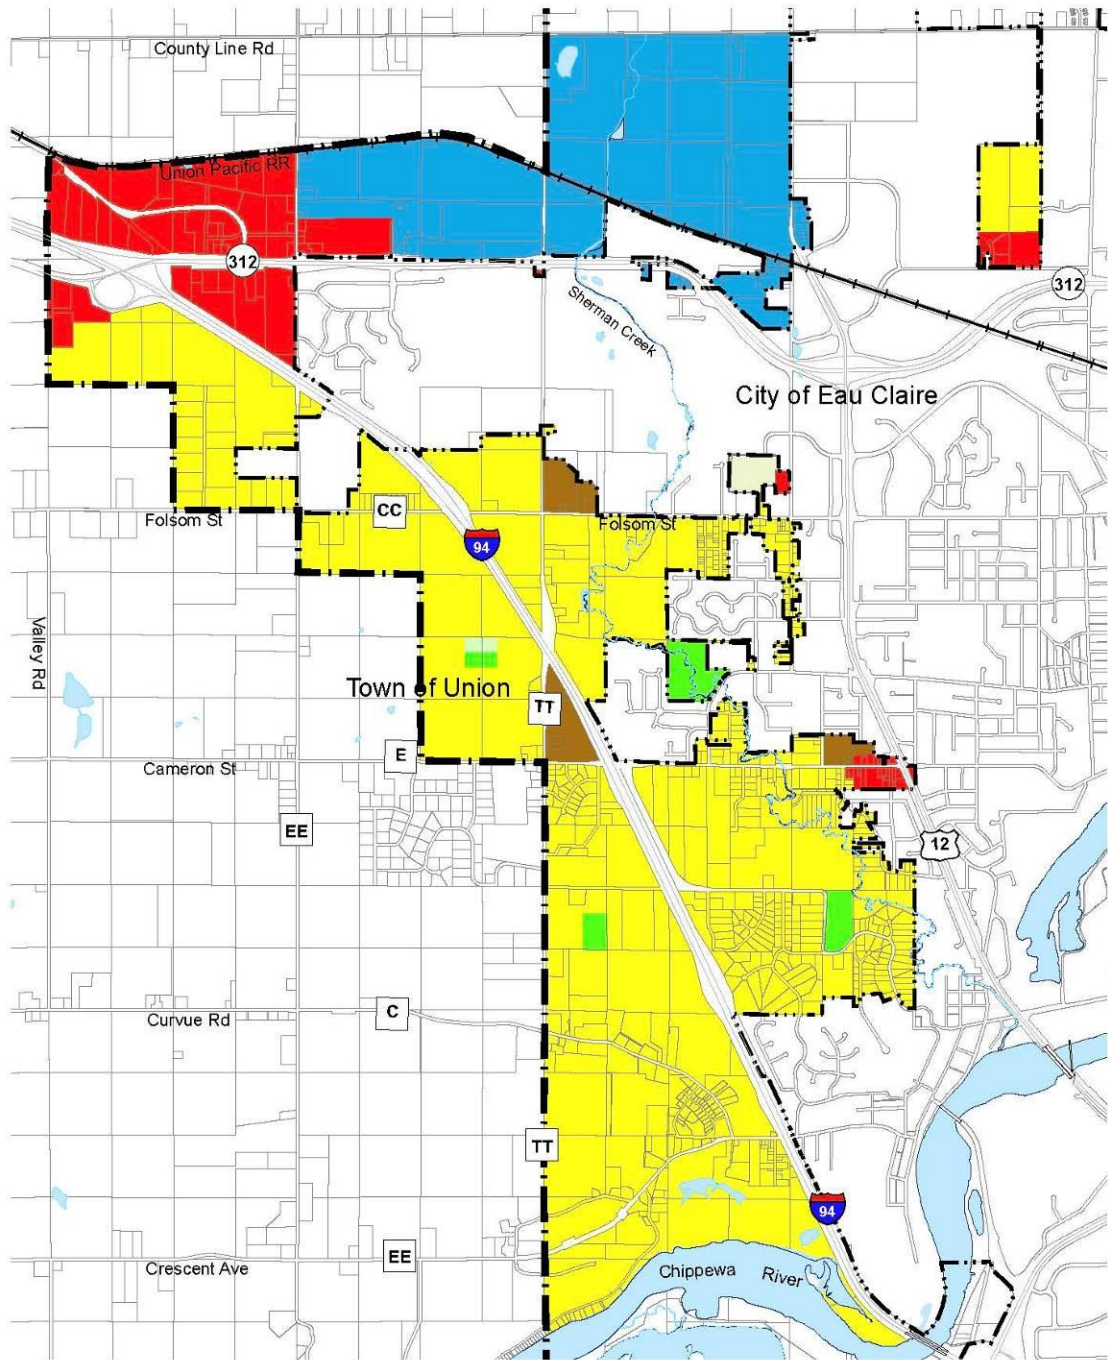 County Line Rd
Union Pacific RR
312
312
Sherman Creek
City of Eau Claire
CC
Folsom St
Folsom St
94
Valley Rd
Town of Union
TT
E
Cameron St
EE
12
C
Curvue Rd
TT
94
EE
Crescent Ave
Chippewa River